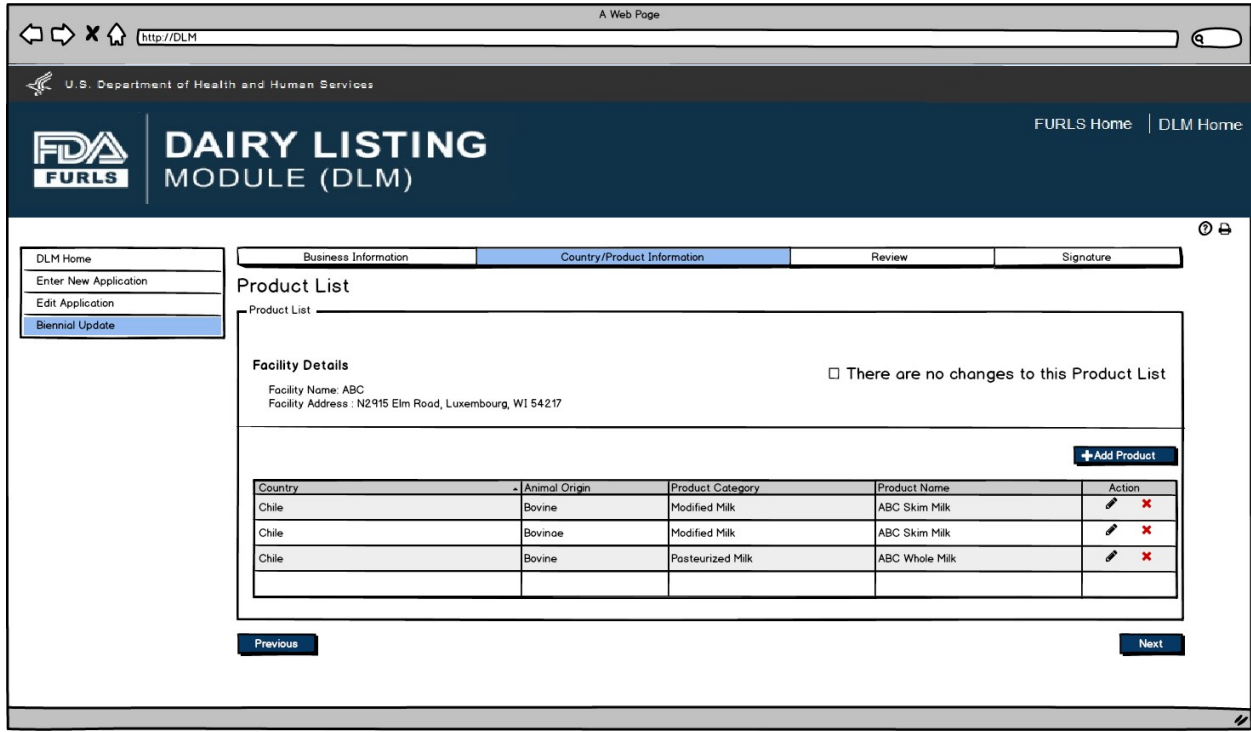 A Web Page
http://DLM
U.S. Department of Health and Human Services
FURLS Home | DLM Home
FDA
FURLS
DAIRY LISTING
MODULE (DLM)
DLM Home
Enter New Application
Edit Application
Biennial Update
Business Information Country/Product Information Review Signature
Product List
Product List
Facility Details
Facility Name: ABC
Facility Address : N2915 Elm Road, Luxembourg, WI 54217
There are no changes to this Product List
+Add Product
Country Animal Origin Product Category Product Name Action
Chile Bovine Modified Milk ABC Skim Milk
Chile Bovinae Modified Milk ABC Skim Milk
Chile Bovine Pasteurized Milk ABC Whole Milk
Previous Next